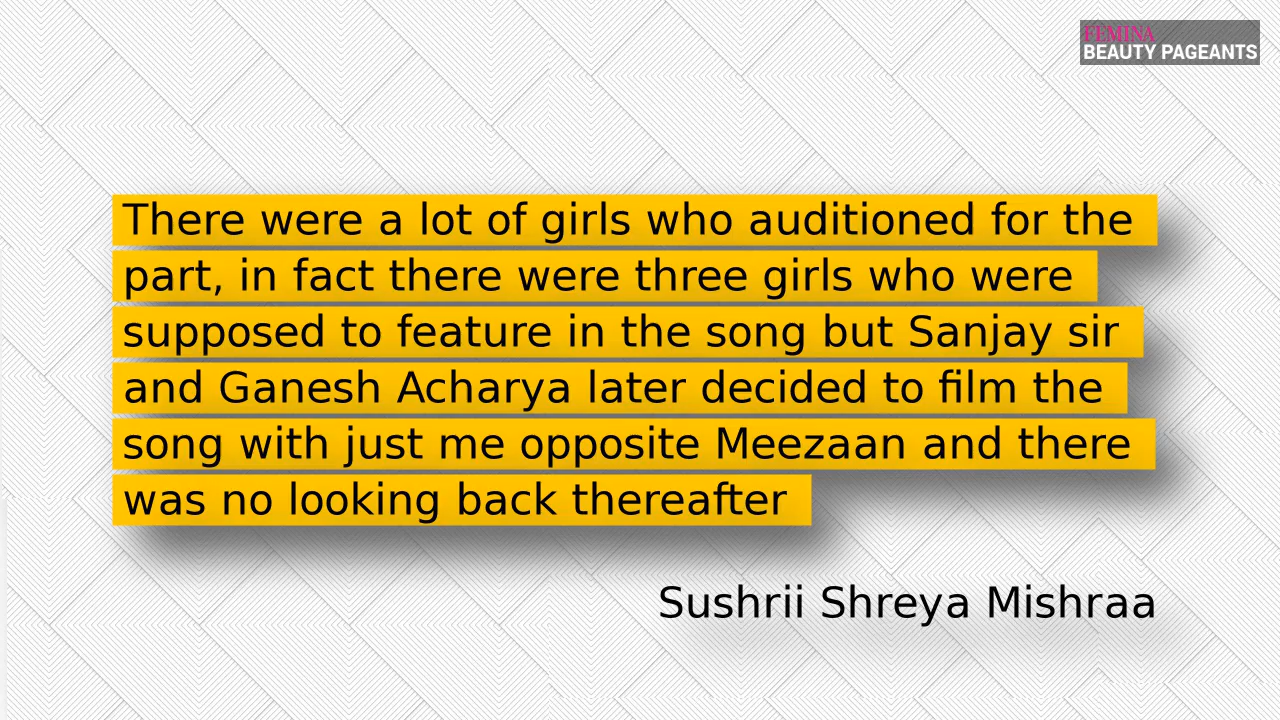 FEMINA
BEAUTY PAGEANTS
There were a lot of girls who auditioned for the
part, in fact there were three girls who were
supposed to feature in the song but Sanjay sir
and Ganesh Acharya later decided to film the
song with just me opposite Meezaan and there
was no looking back thereafter
Sushrii Shreya Mishraa